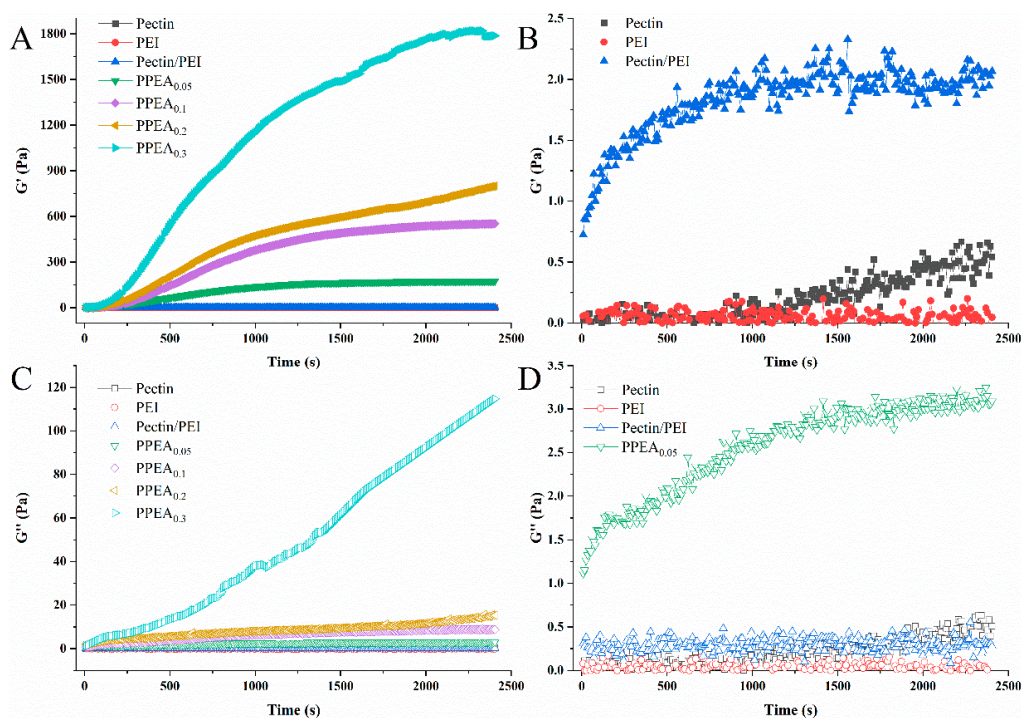 A
Pectin
PEI
Pectin/PEI
PPEA0.05
PPEA0.1
PPEA0.2
PPEA0.3
1800
1500
1200
900
600
300
0
G' (Pa)
0 500 1000 1500 2000 2500
Time (s)
B
Pectin
PEI
Pectin/PEI
2.5
2.0
1.5
1.0
0.5
0.0
G' (Pa)
0 500 1000 1500 2000 2500
Time (s)
C
Pectin
PEI
Pectin/PEI
PPEA0.05
PPEA0.1
PPEA0.2
PPEA0.3
120
100
80
60
40
20
0
G'' (Pa)
0 500 1000 1500 2000 2500
Time (s)
D
Pectin
PEI
Pectin/PEI
PPEA0.05
3.5
3.0
2.5
2.0
1.5
1.0
0.5
0.0
G'' (Pa)
0 500 1000 1500 2000 2500
Time (s)